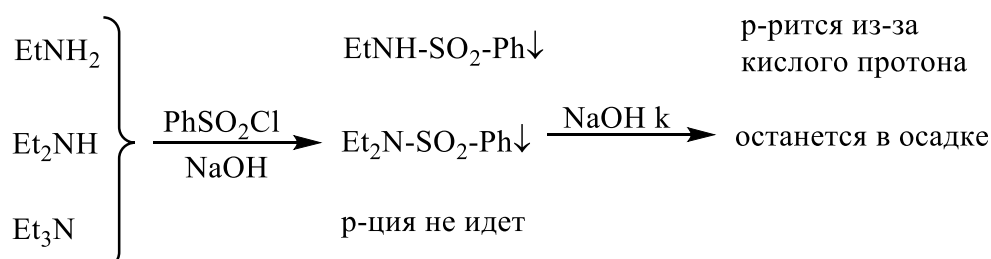 EtNH₂
Et₂NH
Et₃N
PhSO₂Cl
NaOH
EtNH-SO₂-Ph↓
Et₂N-SO₂-Ph↓
р-ция не идет
NaOH k
р-рится из-за
кислого протона
останется в осадке